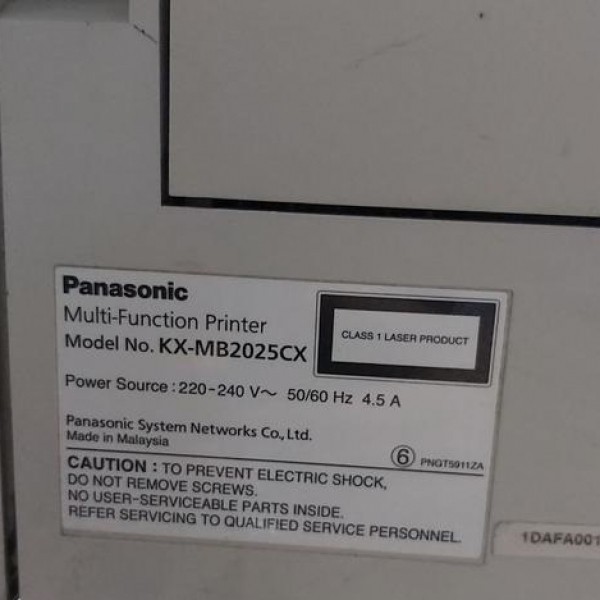 Panasonic
Multi-Function Printer
Model No. KX-MB2025CX
CLASS 1 LASER PRODUCT
Power Source : 220-240 V～ 50/60 Hz 4.5 A
Panasonic System Networks Co., Ltd.
Made in Malaysia
⑥ PNGT5911ZA
CAUTION : TO PREVENT ELECTRIC SHOCK,
DO NOT REMOVE SCREWS.
NO USER-SERVICEABLE PARTS INSIDE.
REFER SERVICING TO QUALIFIED SERVICE PERSONNEL.
1DAFA001